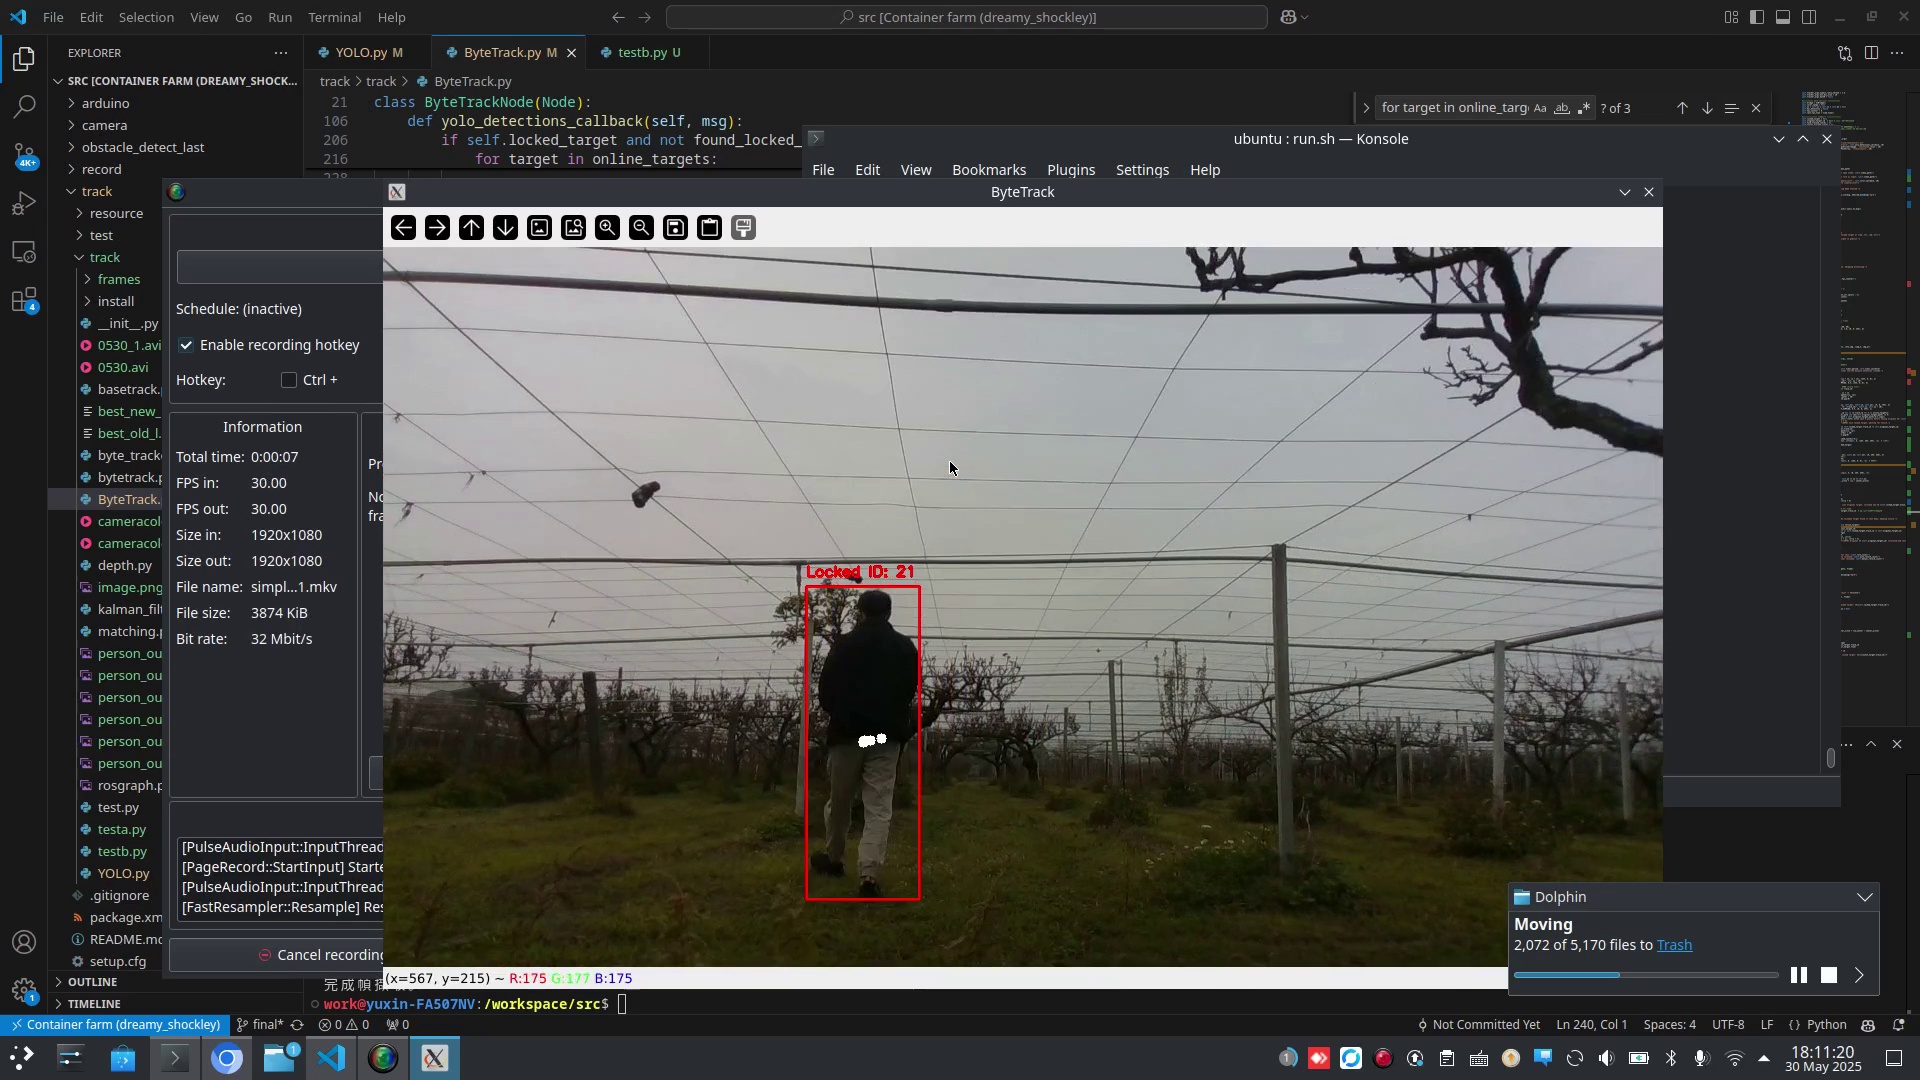 File Edit Selection View Go Run Terminal Help
src [Container farm (dreamy_shockley)]
EXPLORER
YOLO.py M
ByteTrack.py M
testb.py U
SRC [CONTAINER FARM (DREAMY_SHOCK...
track > track > ByteTrack.py
arduino
camera
obstacle_detect_last
record
track
resource
test
track
frames
install
__init__.py
0530_1.avi
0530.avi
basetrack.
best_new_
best_old_l.
byte_track
bytetrack.p
ByteTrack.
cameracol
cameracol
depth.py
image.png
kalman_filt
matching.p
person_ou
person_ou
person_ou
person_ou
person_ou
person_ou
rosgraph.p
test.py
testa.py
testb.py
YOLO.py
.gitignore
package.xm
README.md
setup.cfg
OUTLINE
TIMELINE
4K+
4
1
21 class ByteTrackNode(Node):
106 def yolo_detections_callback(self, msg):
206 if self.locked_target and not found_locked_
216 for target in online_targets:
for target in online_targ
Aa ab .*
? of 3
ubuntu : run.sh — Konsole
File Edit View Bookmarks Plugins Settings Help
ByteTrack
Schedule: (inactive)
Enable recording hotkey
Hotkey: Ctrl +
Information
Total time: 0:00:07
FPS in: 30.00
FPS out: 30.00
Size in: 1920x1080
Size out: 1920x1080
File name: simpl...1.mkv
File size: 3874 KiB
Bit rate: 32 Mbit/s
Pr
No
fra
[PulseAudioInput::InputThread
[PageRecord::StartInput] Starte
[PulseAudioInput::InputThread
[FastResampler::Resample] Res
Cancel recording
Locked ID: 21
(x=567, y=215) ~ R:175 G:177 B:175
work@yuxin-FA507NV:/workspace/src$
Dolphin
Moving
2,072 of 5,170 files to Trash
Container farm (dreamy_shockley)
final*
0 0
0
Not Committed Yet
Ln 240, Col 1
Spaces: 4
UTF-8
LF
{} Python
1
1
18:11:20
30 May 2025